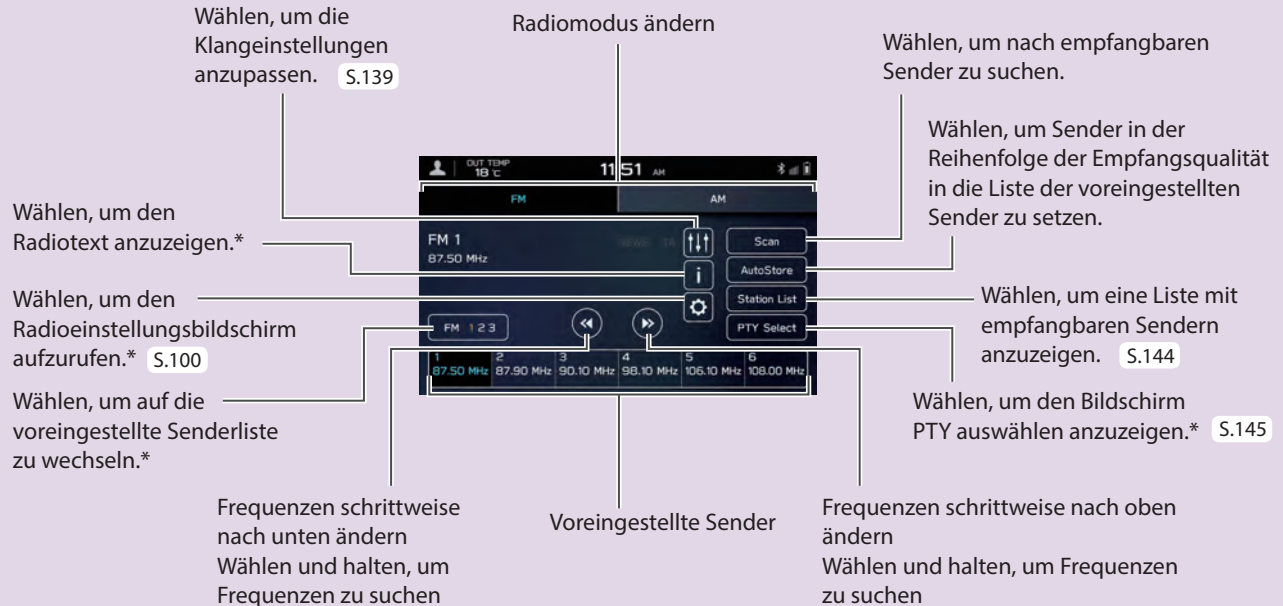 Wählen, um die
Klangeinstellungen
anzupassen. S.139
Radiomodus ändern
Wählen, um nach empfangbaren
Sender zu suchen.
Wählen, um Sender in der
Reihenfolge der Empfangsqualität
in die Liste der voreingestellten
Sender zu setzen.
Wählen, um den
Radiotext anzuzeigen.*
Wählen, um den
Radioeinstellungsbildschirm
aufzurufen.* S.100
Wählen, um auf die
voreingestellte Senderliste
zu wechseln.*
OUT TEMP
18 °C
11 51 AM
FM
AM
FM 1
87.50 MHz
TA
i
Scan
AutoStore
Station List
PTY Select
FM 1 2 3
1 2 3 4 5 6
87.50 MHz 87.90 MHz 90.10 MHz 98.10 MHz 106.10 MHz 108.00 MHz
Wählen, um eine Liste mit
empfangbaren Sendern
anzuzeigen. S.144
Wählen, um den Bildschirm
PTY auswählen anzuzeigen.* S.145
Frequenzen schrittweise
nach unten ändern
Wählen und halten, um
Frequenzen zu suchen
Voreingestellte Sender
Frequenzen schrittweise nach oben
ändern
Wählen und halten, um Frequenzen
zu suchen